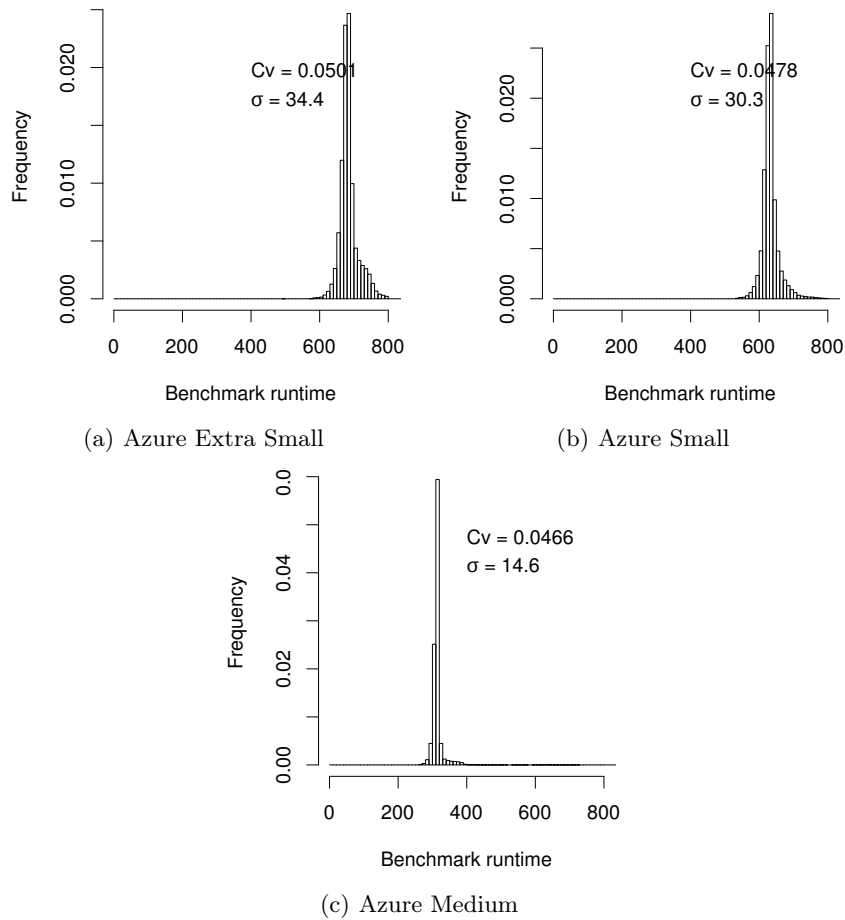 Cv = 0.0501
σ = 34.4
Frequency
0.020
0.010
0.000
0 200 400 600 800
Benchmark runtime
(a) Azure Extra Small
Cv = 0.0478
σ = 30.3
Frequency
0.020
0.010
0.000
0 200 400 600 800
Benchmark runtime
(b) Azure Small
Cv = 0.0466
σ = 14.6
Frequency
0.0
0.04
0.02
0.00
0 200 400 600 800
Benchmark runtime
(c) Azure Medium